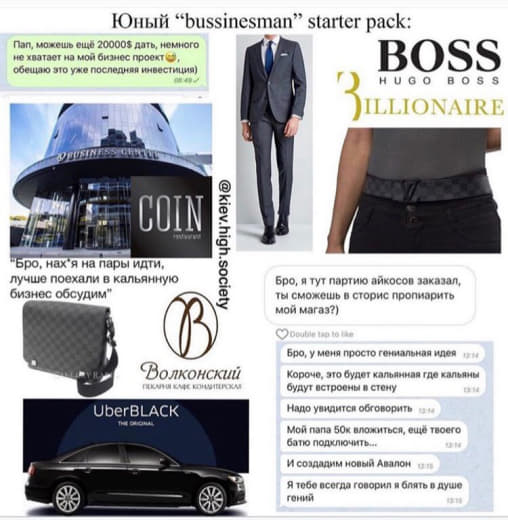 Юный “bussinesman” starter pack:
Пап, можешь ещё 20000$ дать, немного
не хватает на мой бизнес проект😅,
обещаю это уже последняя инвестиция)
08:49
BOSS
HUGO BOSS
BILLIONAIRE
BUSINESS CENTER
COIN
restaurant
@kiev.high.society
"Бро, нах*я на пары идти,
лучше поехали в кальянную
бизнес обсудим"
Бро, я тут партию айкосов заказал,
ты сможешь в сторис пропиарить
мой магаз?)
Double tap to like
Бро, у меня просто гениальная идея 13:14
Короче, это будет кальянная где кальяны
будут встроены в стену 13:14
Надо увидится обговорить 13:14
Мой папа 50к вложиться, ещё твоего
батю подключить... 13:14
И создадим новый Авалон 13:15
Я тебе всегда говорил я блять в душе
гений 13:15
Волконский
ПЕКАРНЯ КАФЕ КОНДИТЕРСКАЯ
UberBLACK
THE ORIGINAL